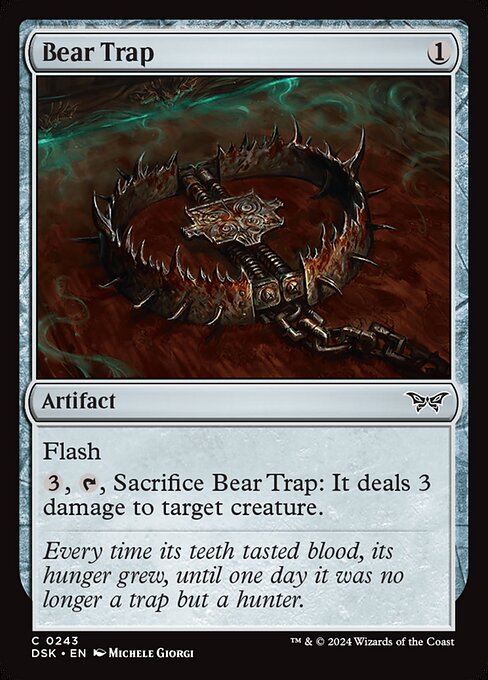 Bear Trap 1
Artifact
Flash
3, , Sacrifice Bear Trap: It deals 3
damage to target creature.
Every time its teeth tasted blood, its
hunger grew, until one day it was no
longer a trap but a hunter.
C 0243
DSK • EN Michele Giorgi
™ & © 2024 Wizards of the Coast